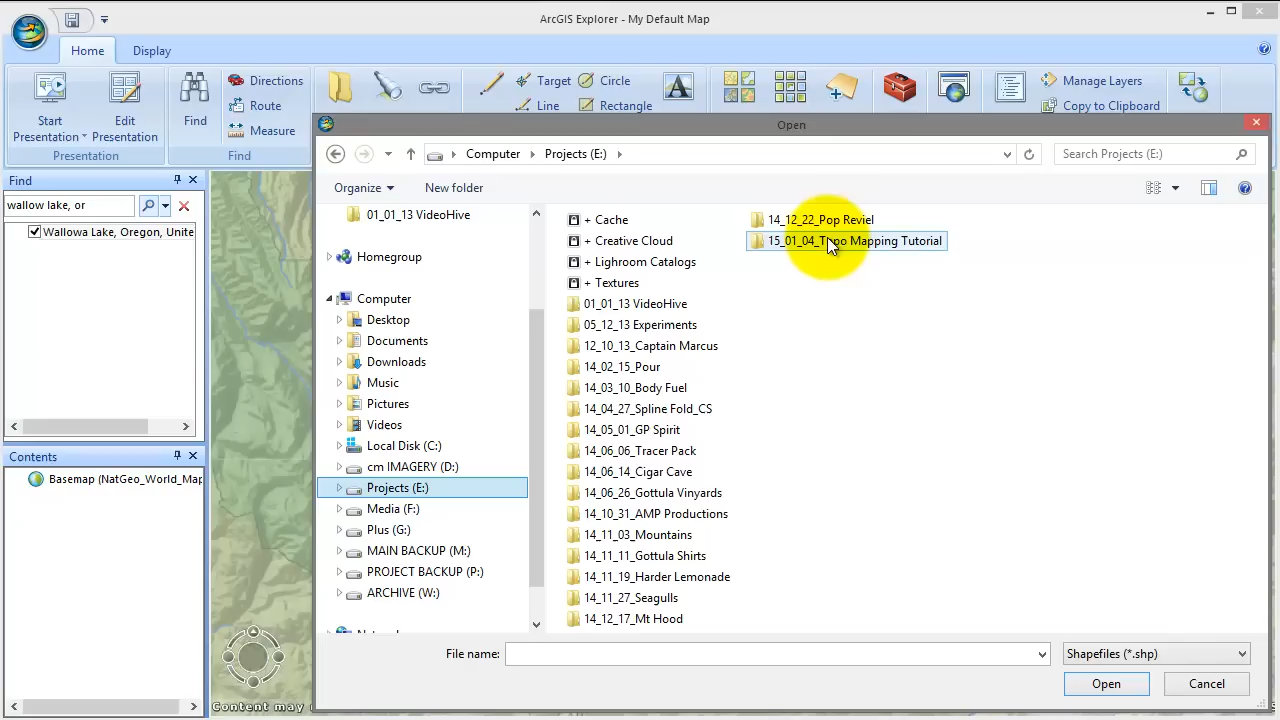 ArcGIS Explorer - My Default Map
Home
Display
Start
Presentation
Edit
Presentation
Presentation
Find
Directions
Route
Measure
Find
Target
Circle
Line
Rectangle
A
Manage Layers
Copy to Clipboard
Find
wallow lake, or
Wallowa Lake, Oregon, Unite
Contents
Basemap (NatGeo_World_Map
Content may
Open
Computer
Projects (E:)
Search Projects (E:)
Organize
New folder
01_01_13 VideoHive
Homegroup
Computer
Desktop
Documents
Downloads
Music
Pictures
Videos
Local Disk (C:)
cm IMAGERY (D:)
Projects (E:)
Media (F:)
Plus (G:)
MAIN BACKUP (M:)
PROJECT BACKUP (P:)
ARCHIVE (W:)
+ Cache
+ Creative Cloud
+ Lighroom Catalogs
+ Textures
01_01_13 VideoHive
05_12_13 Experiments
12_10_13_Captain Marcus
14_02_15_Pour
14_03_10_Body Fuel
14_04_27_Spline Fold_CS
14_05_01_GP Spirit
14_06_06_Tracer Pack
14_06_14_Cigar Cave
14_06_26_Gottula Vinyards
14_10_31_AMP Productions
14_11_03_Mountains
14_11_11_Gottula Shirts
14_11_19_Harder Lemonade
14_11_27_Seagulls
14_12_17_Mt Hood
14_12_22_Pop Reviel
15_01_04_Topo Mapping Tutorial
File name:
Shapefiles (*.shp)
Open
Cancel